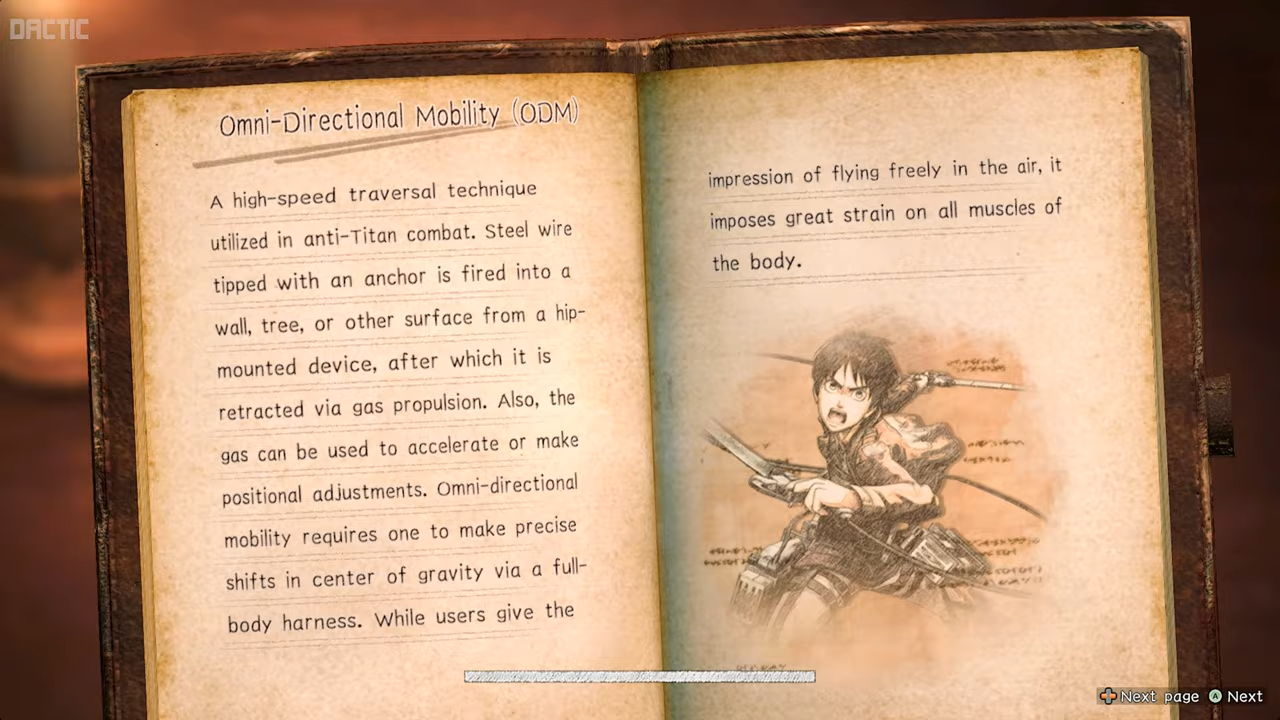 DACTIC
Omni-Directional Mobility (ODM)
A high-speed traversal technique
utilized in anti-Titan combat. Steel wire
tipped with an anchor is fired into a
wall, tree, or other surface from a hip-
mounted device, after which it is
retracted via gas propulsion. Also, the
gas can be used to accelerate or make
positional adjustments. Omni-directional
mobility requires one to make precise
shifts in center of gravity via a full-
body harness. While users give the
impression of flying freely in the air, it
imposes great strain on all muscles of
the body.
Next page A Next